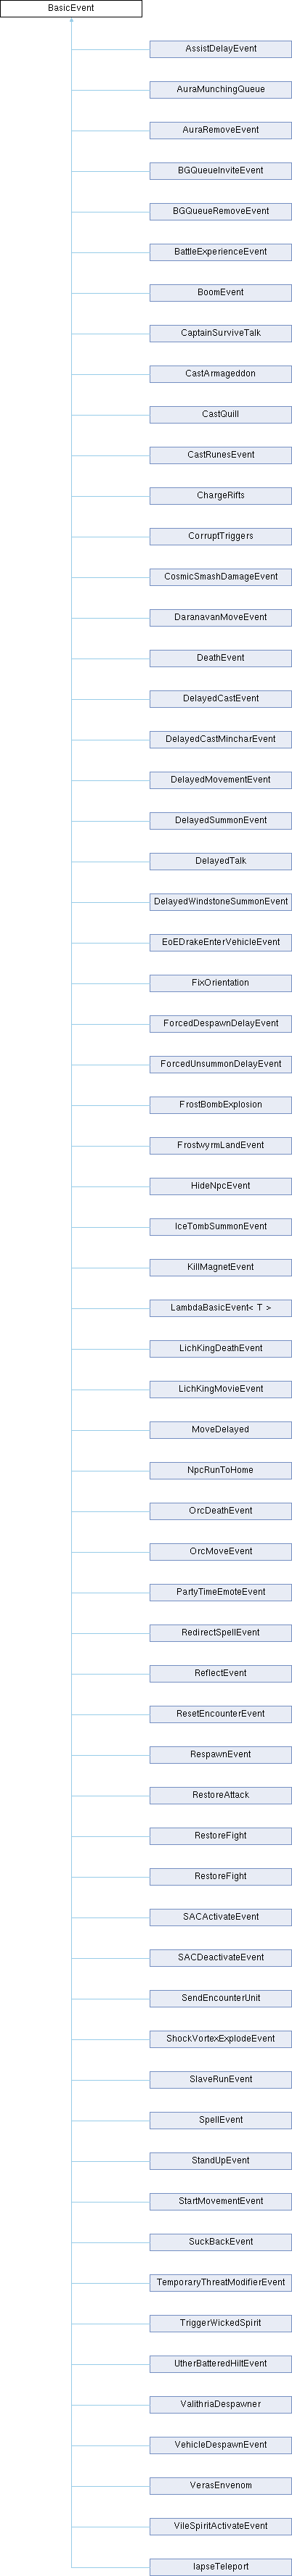 BasicEvent
AssistDelayEvent
AuraMunchingQueue
AuraRemoveEvent
BGQueueInviteEvent
BGQueueRemoveEvent
BattleExperienceEvent
BoomEvent
CaptainSurviveTalk
CastArmageddon
CastQuill
CastRunesEvent
ChargeRifts
CorruptTriggers
CosmicSmashDamageEvent
DaranavanMoveEvent
DeathEvent
DelayedCastEvent
DelayedCastMincharEvent
DelayedMovementEvent
DelayedSummonEvent
DelayedTalk
DelayedWindstoneSummonEvent
EoEDrakeEnterVehicleEvent
FixOrientation
ForcedDespawnDelayEvent
ForcedUnsummonDelayEvent
FrostBombExplosion
FrostwyrmLandEvent
HideNpcEvent
IceTombSummonEvent
KillMagnetEvent
LambdaBasicEvent< T >
LichKingDeathEvent
LichKingMovieEvent
MoveDelayed
NpcRunToHome
OrcDeathEvent
OrcMoveEvent
PartyTimeEmoteEvent
RedirectSpellEvent
ReflectEvent
ResetEncounterEvent
RespawnEvent
RestoreAttack
RestoreFight
RestoreFight
SACActivateEvent
SACDeactivateEvent
SendEncounterUnit
ShockVortexExplodeEvent
SlaveRunEvent
SpellEvent
StandUpEvent
StartMovementEvent
SuckBackEvent
TemporaryThreatModifierEvent
TriggerWickedSpirit
UtherBatteredHiltEvent
ValithriaDespawner
VehicleDespawnEvent
VerasEnvenom
VileSpiritActivateEvent
lapseTeleport